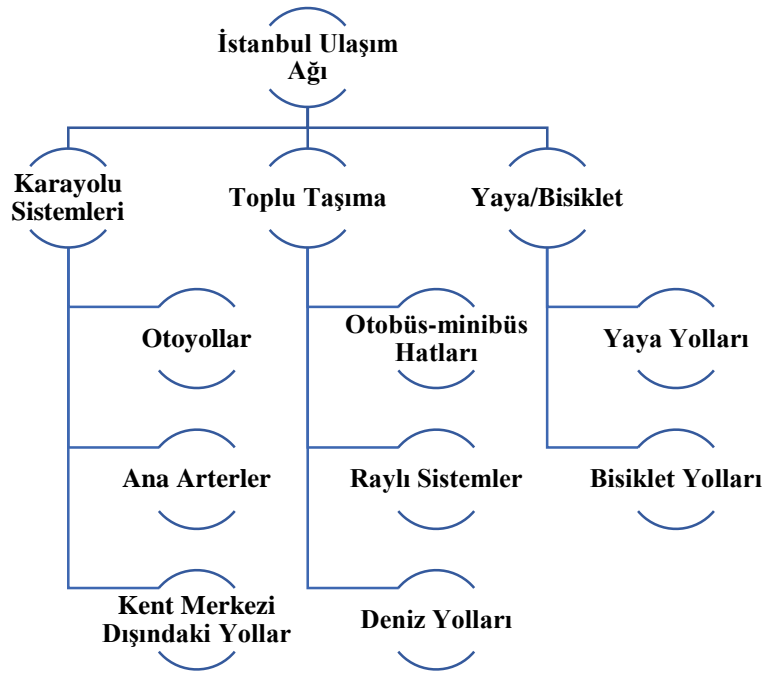 İstanbul Ulaşım
Ağı
Karayolu
Sistemleri
Toplu Taşıma
Yaya/Bisiklet
Otoyollar
Otobüs-minibüs
Hatları
Yaya Yolları
Ana Arterler
Raylı Sistemler
Bisiklet Yolları
Kent Merkezi
Dışındaki Yollar
Deniz Yolları